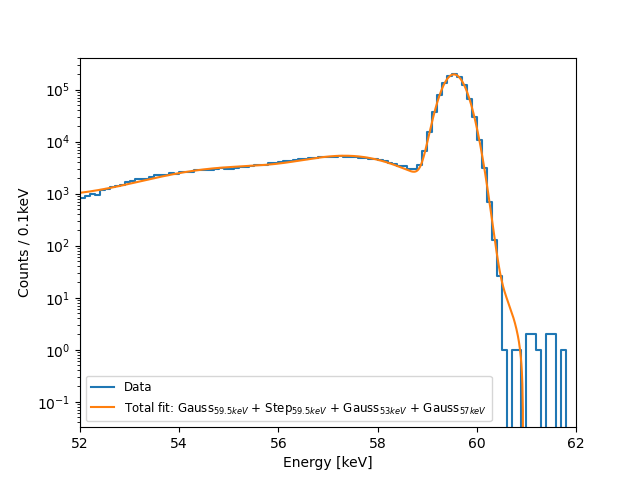 10⁵
10⁴
10³
10²
10¹
10⁰
10⁻¹
Counts / 0.1keV
Data
Total fit: Gauss₅₉.₅ₖₑV + Step₅₉.₅ₖₑV + Gauss₅₃ₖₑV + Gauss₅₇ₖₑV
52 54 56 58 60 62
Energy [keV]